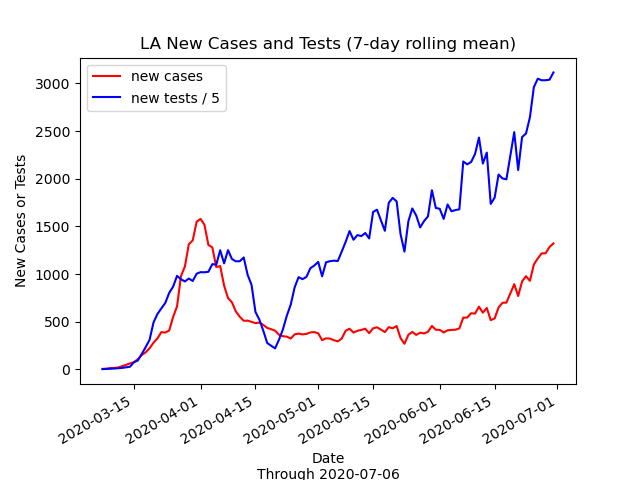 LA New Cases and Tests (7-day rolling mean)
new cases
new tests / 5
New Cases or Tests
3000
2500
2000
1500
1000
500
0
2020-03-15
2020-04-01
2020-04-15
2020-05-01
2020-05-15
2020-06-01
2020-06-15
2020-07-01
Date
Through 2020-07-06